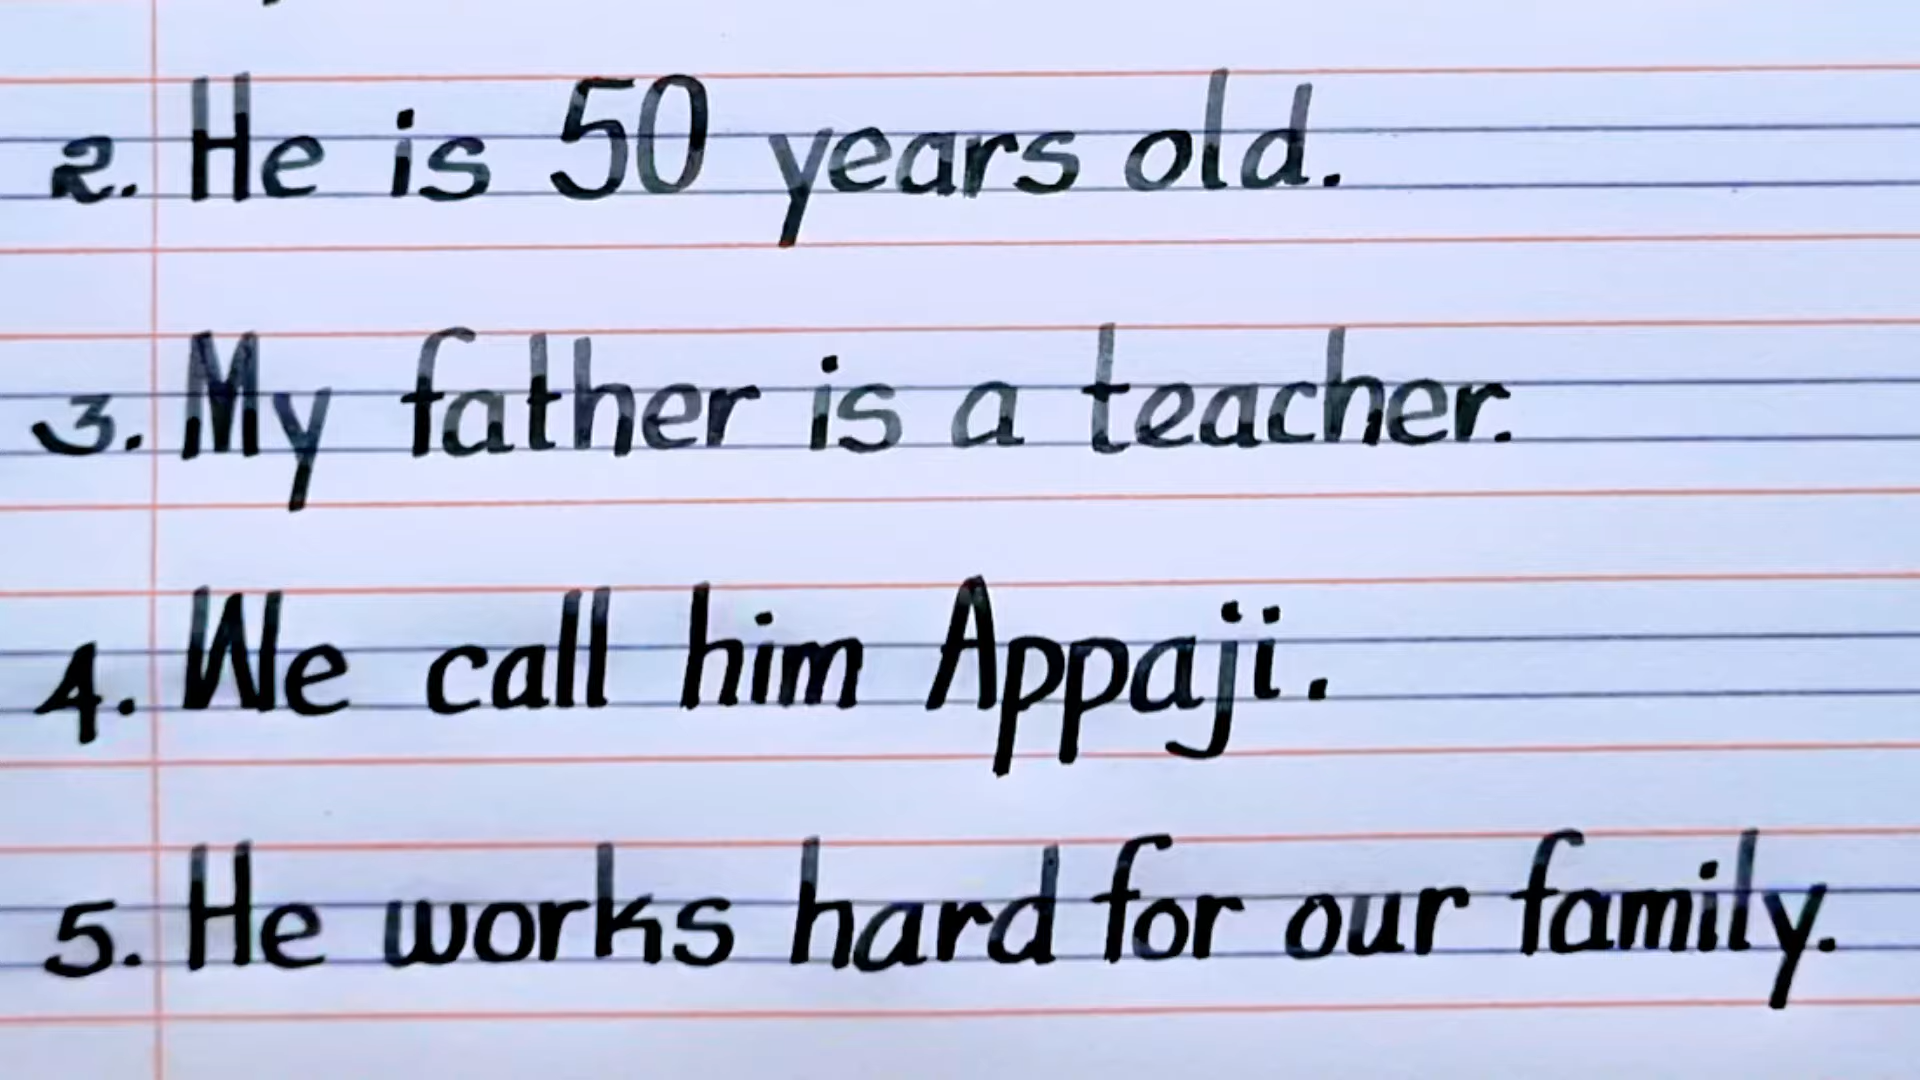 2. He is 50 years old.
3. My father is a teacher.
4. We call him Appaji.
5. He works hard for our family.